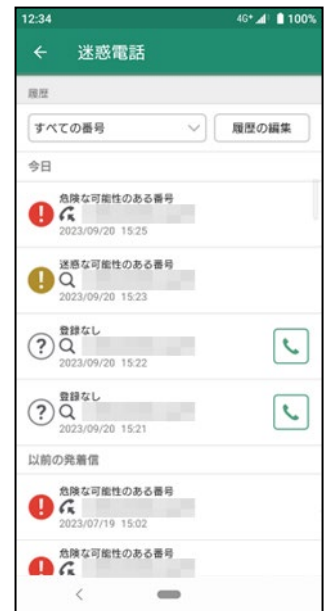 12:34 4G+ 100%
迷惑電話
履歴
すべての番号 履歴の編集
今日
危険な可能性のある番号
2023/09/20 15:25
迷惑な可能性のある番号
2023/09/20 15:23
登録なし
2023/09/20 15:22
登録なし
2023/09/20 15:21
以前の発着信
危険な可能性のある番号
2023/07/19 15:02
危険な可能性のある番号